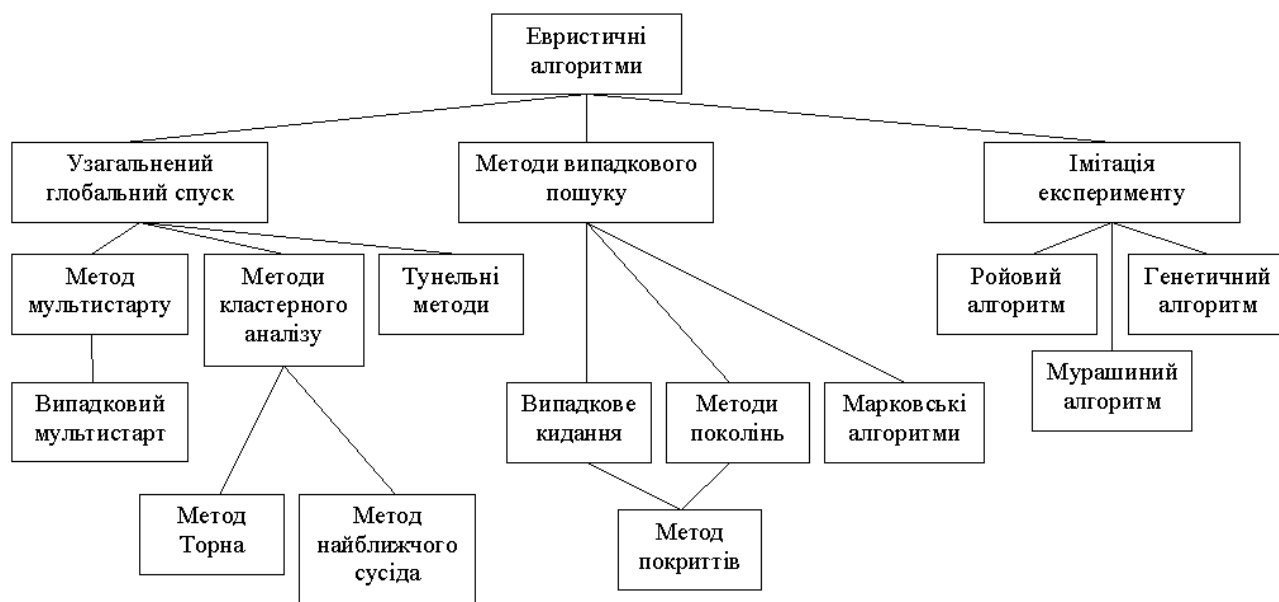 Евристичні
алгоритми
Узагальнений
глобальний спуск
Методи випадкового
пошуку
Імітація
експерименту
Метод
мультистарту
Методи
кластерного
аналізу
Тунельні
методи
Ройовий
алгоритм
Генетичний
алгоритм
Мурашиний
алгоритм
Випадковий
мультистарт
Випадкове
кидання
Методи
поколінь
Марковські
алгоритми
Метод
Торна
Метод
найближчого
сусіда
Метод
покриттів